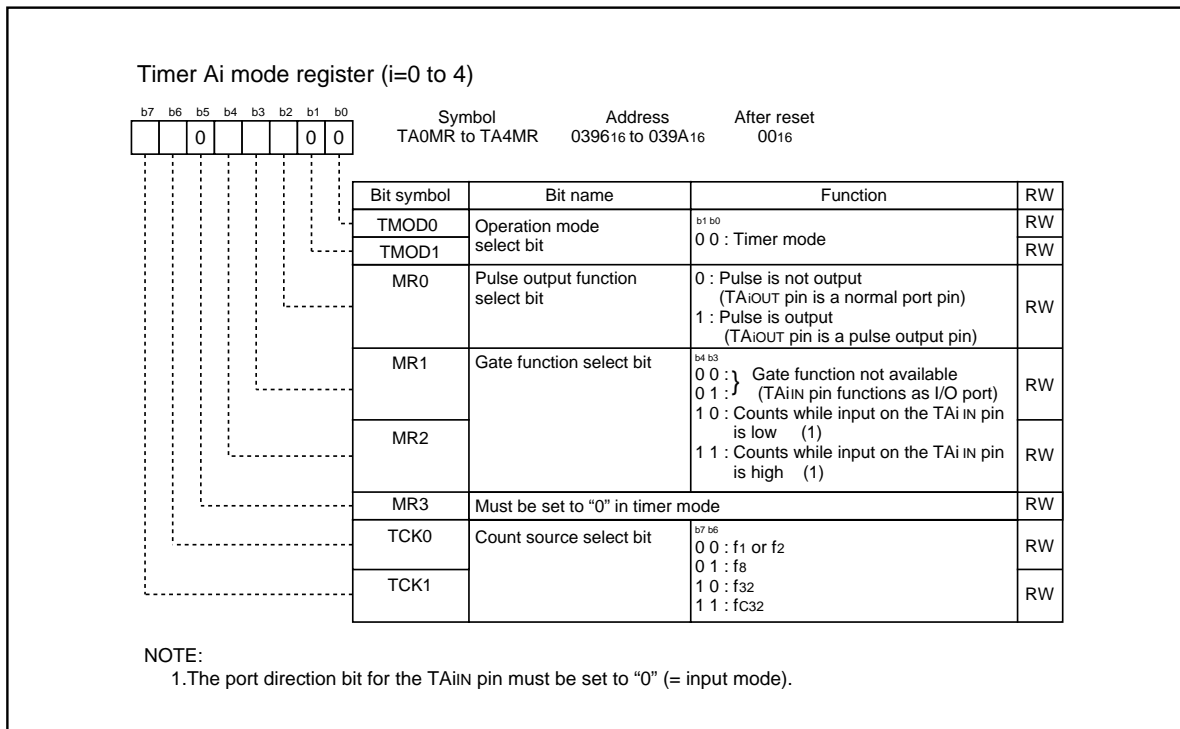 Timer Ai mode register (i=0 to 4)
b7 b6 b5 b4 b3 b2 b1 b0
0 0 0
Symbol Address After reset
TA0MR to TA4MR 039616 to 039A16 0016
Bit symbol Bit name Function RW
TMOD0 Operation mode select bit b1 b0 RW
TMOD1 0 0 : Timer mode RW
MR0 Pulse output function select bit 0 : Pulse is not output RW
(TAiOUT pin is a normal port pin)
1 : Pulse is output
(TAiOUT pin is a pulse output pin)
MR1 Gate function select bit b4 b3 RW
0 0 : } Gate function not available
0 1 : (TAiIN pin functions as I/O port)
1 0 : Counts while input on the TAi IN pin
is low (1)
MR2 1 1 : Counts while input on the TAi IN pin RW
is high (1)
MR3 Must be set to “0” in timer mode RW
TCK0 Count source select bit b7 b6 RW
0 0 : f1 or f2
0 1 : f8
TCK1 1 0 : f32 RW
1 1 : fC32
NOTE:
1.The port direction bit for the TAiIN pin must be set to “0” (= input mode).